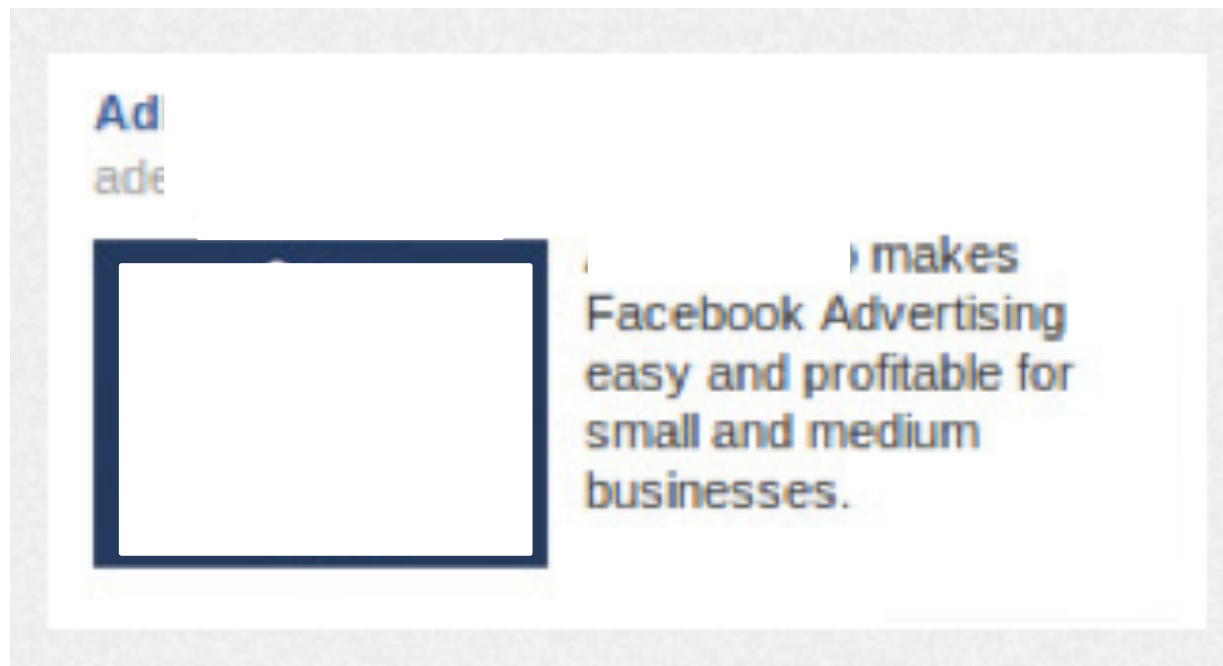 Ad
ade
makes
Facebook Advertising
easy and profitable for
small and medium
businesses.